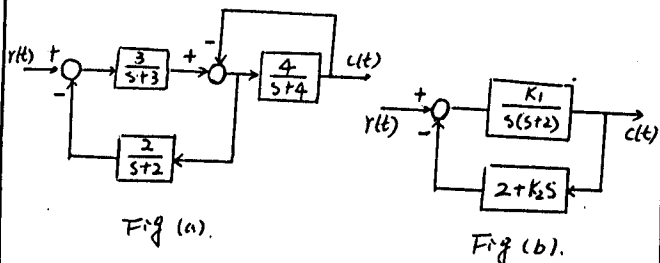 r(t) + - 3/(s+3) + - 4/(s+4) c(t)
2/(s+2)
Fig (a).
r(t) + - K₁/(s(s+2)) c(t)
2+K₂s
Fig (b).